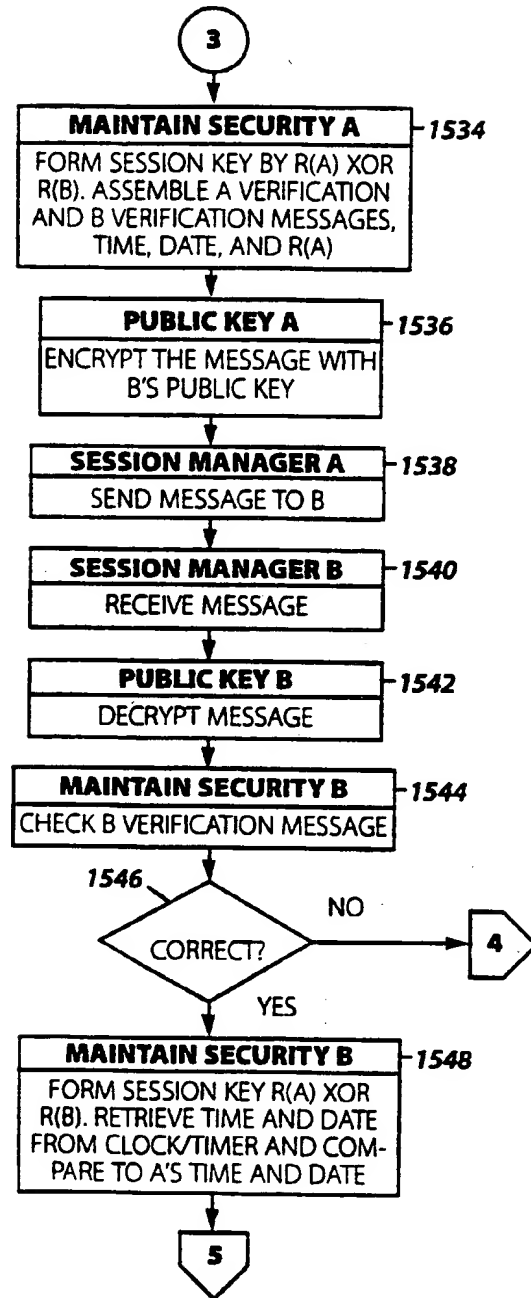 3
MAINTAIN SECURITY A
1534
FORM SESSION KEY BY R(A) XOR
R(B). ASSEMBLE A VERIFICATION
AND B VERIFICATION MESSAGES,
TIME, DATE, AND R(A)
PUBLIC KEY A
1536
ENCRYPT THE MESSAGE WITH
B'S PUBLIC KEY
SESSION MANAGER A
1538
SEND MESSAGE TO B
SESSION MANAGER B
1540
RECEIVE MESSAGE
PUBLIC KEY B
1542
DECRYPT MESSAGE
MAINTAIN SECURITY B
1544
CHECK B VERIFICATION MESSAGE
1546
NO
CORRECT?
4
YES
MAINTAIN SECURITY B
1548
FORM SESSION KEY R(A) XOR
R(B). RETRIEVE TIME AND DATE
FROM CLOCK/TIMER AND COM-
PARE TO A'S TIME AND DATE
5